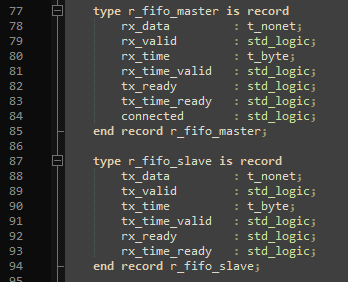 77 type r_fifo_master is record
78 rx_data : t_nonet;
79 rx_valid : std_logic;
80 rx_time : t_byte;
81 rx_time_valid : std_logic;
82 tx_ready : std_logic;
83 tx_time_ready : std_logic;
84 connected : std_logic;
85 end record r_fifo_master;
86
87 type r_fifo_slave is record
88 tx_data : t_nonet;
89 tx_valid : std_logic;
90 tx_time : t_byte;
91 tx_time_valid : std_logic;
92 rx_ready : std_logic;
93 rx_time_ready : std_logic;
94 end record r_fifo_slave;
95